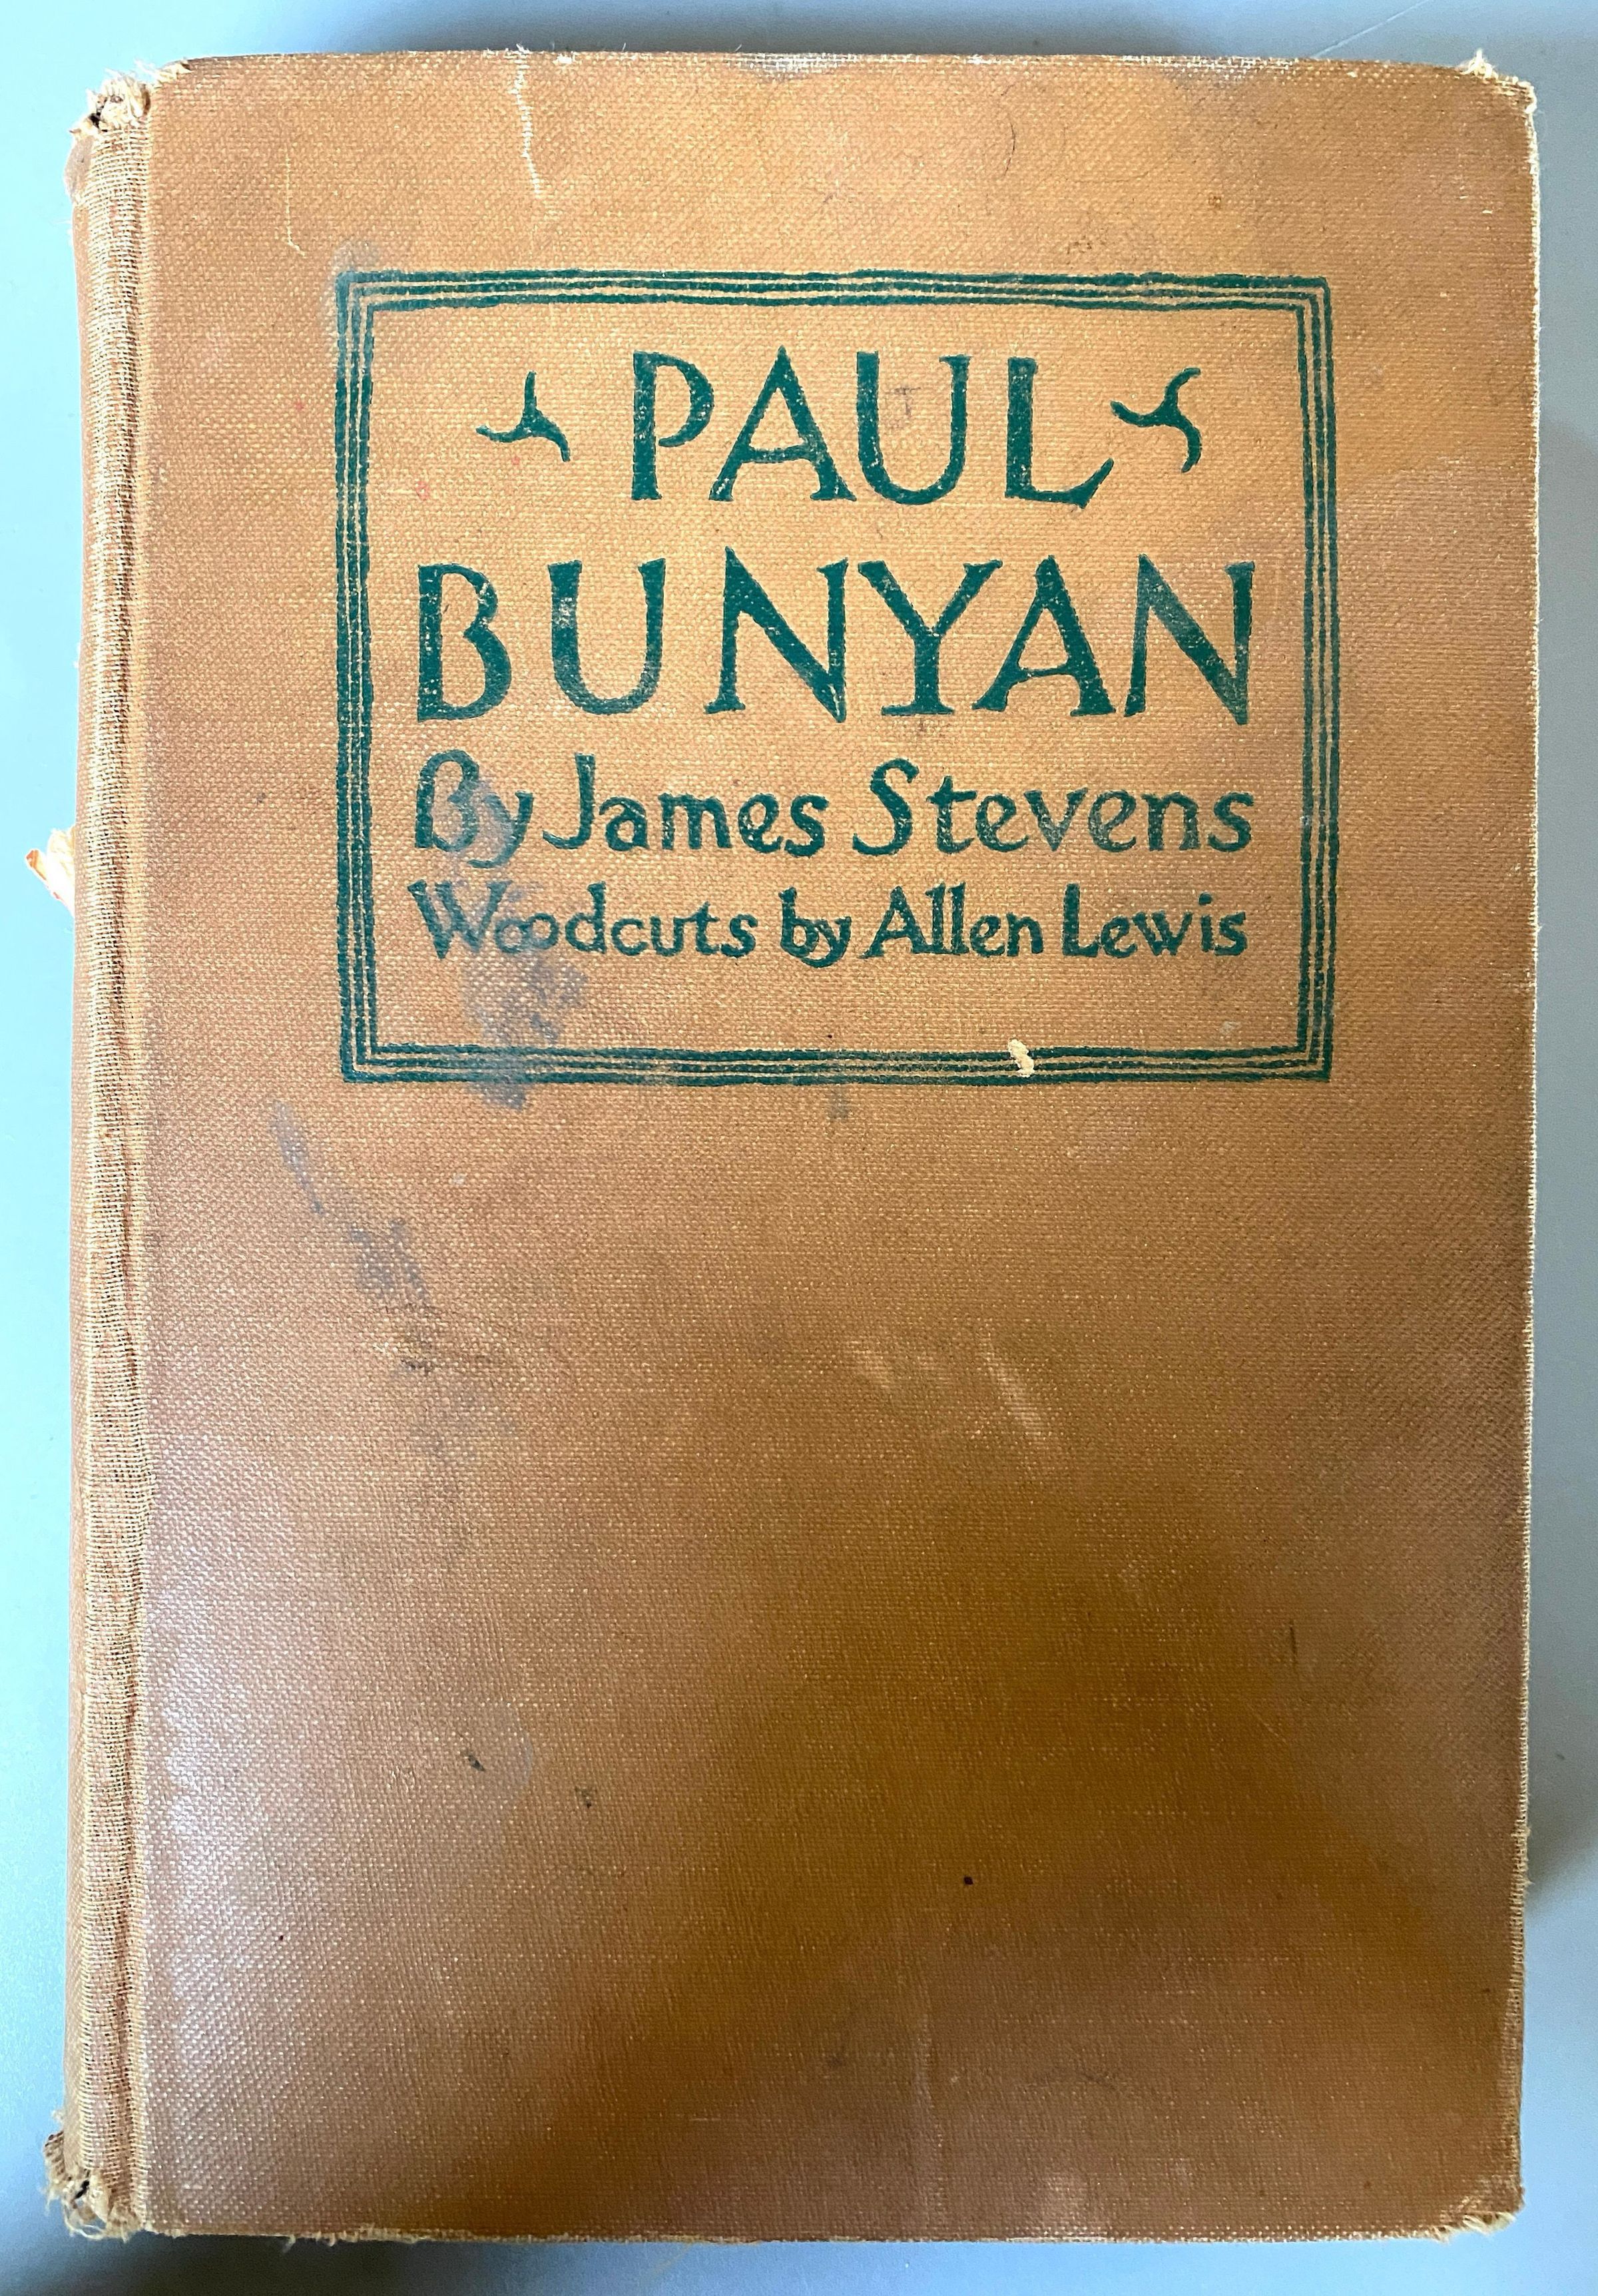 PAUL
BUNYAN
By James Stevens
Woodcuts by Allen Lewis